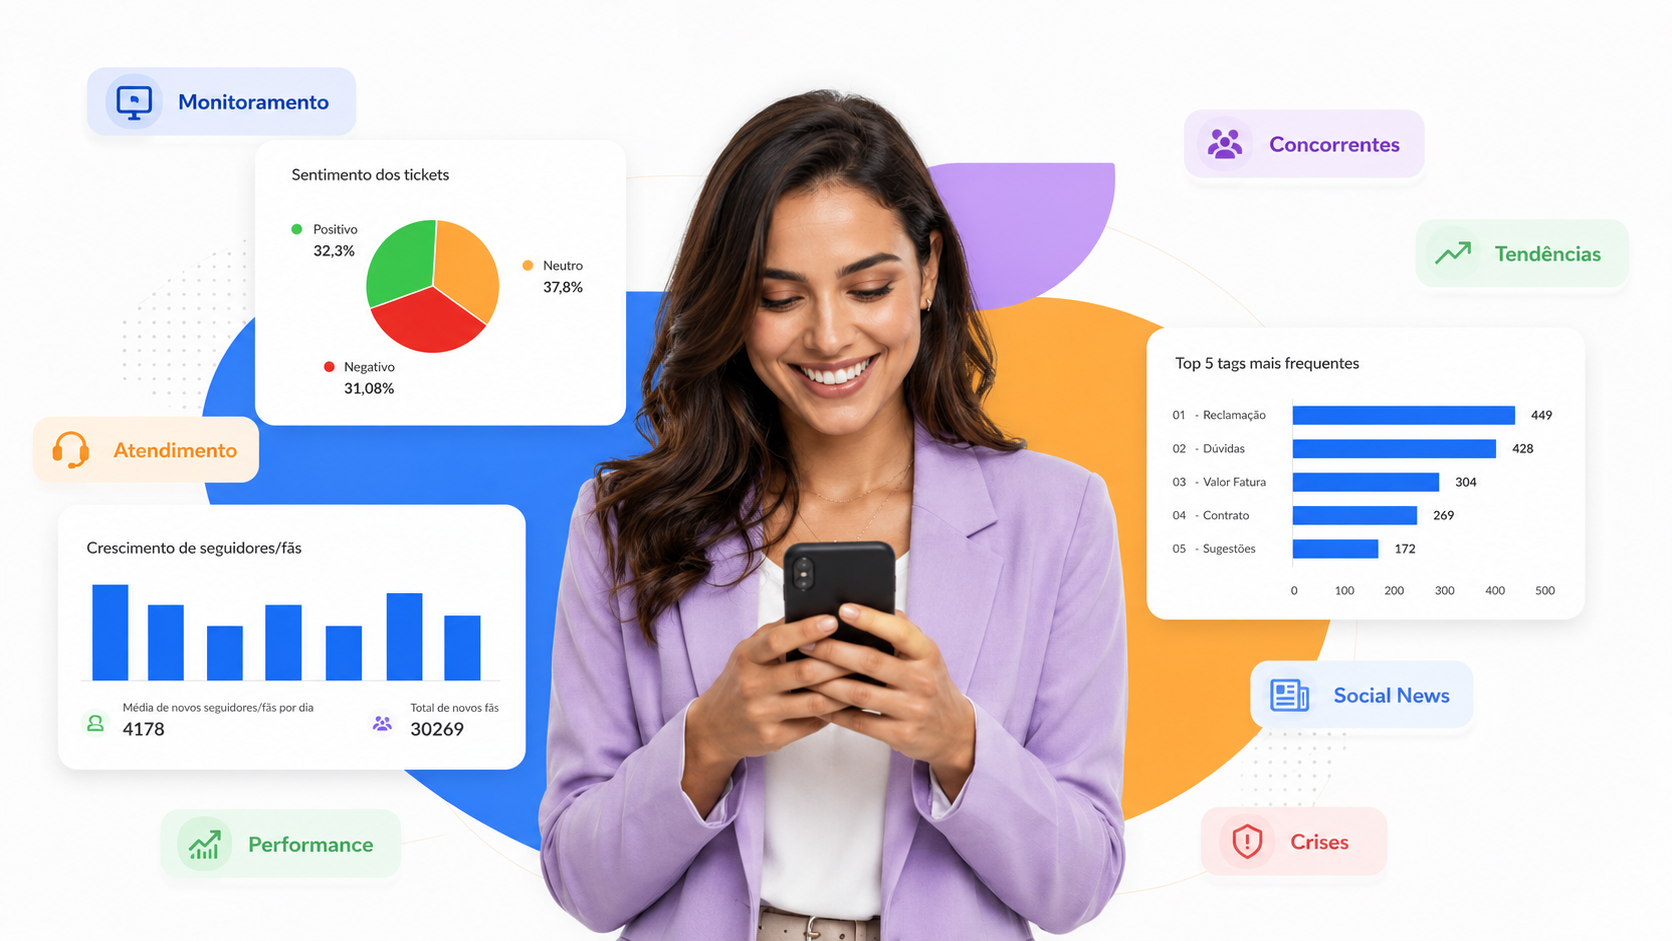 Monitoramento
Sentimento dos tickets
Positivo
32,3%
Neutro
37,8%
Negativo
31,08%
Atendimento
Crescimento de seguidores/fãs
Média de novos seguidores/fãs por dia
4178
Total de novos fãs
30269
Performance
Concorrentes
Tendências
Top 5 tags mais frequentes
01 - Reclamação 449
02 - Dúvidas 428
03 - Valor Fatura 304
04 - Contrato 269
05 - Sugestões 172
0 100 200 300 400 500
Social News
Crises